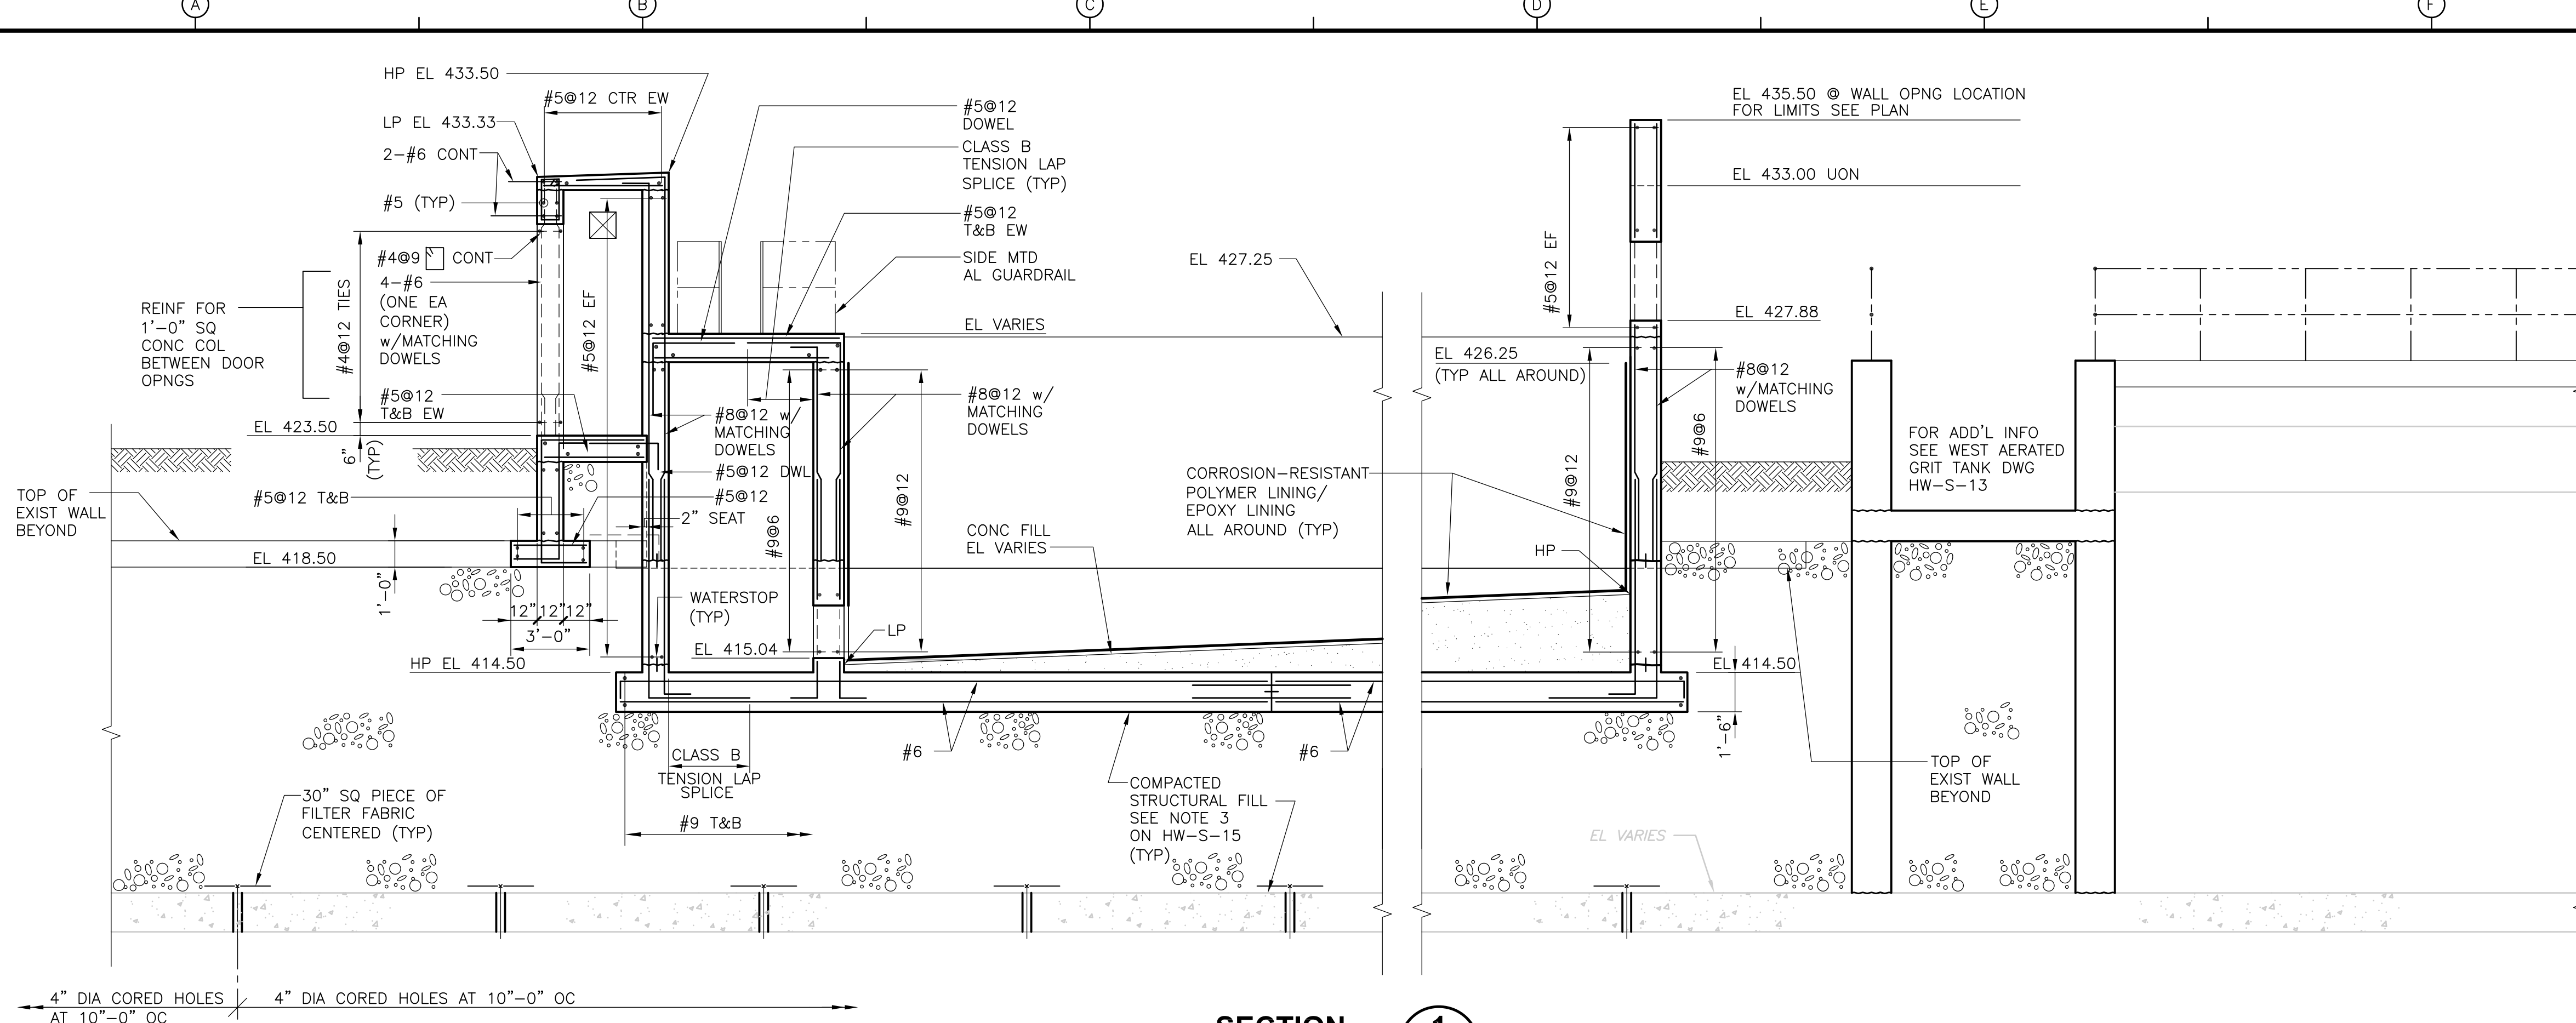 A
B
C
D
E
F
HP EL 433.50
#5@12 CTR EW
LP EL 433.33
2-#6 CONT
#5 (TYP)
#4@9 CONT
4-#6
(ONE EA
CORNER)
w/MATCHING
DOWELS
#4@12 TIES
REINF FOR
1'-0" SQ
CONC COL
BETWEEN DOOR
OPNGS
#5@12
T&B EW
EL 423.50
6"
(TYP)
#5@12 EF
TOP OF
EXIST WALL
BEYOND
#5@12 T&B
EL 418.50
1'-0"
12" 12" 12"
3'-0"
HP EL 414.50
#5@12
DOWEL
CLASS B
TENSION LAP
SPLICE (TYP)
#5@12
T&B EW
SIDE MTD
AL GUARDRAIL
EL VARIES
#8@12 w/
MATCHING
DOWELS
#5@12 DWL
#5@12
2" SEAT
#9@6
#9@12
#8@12 w/
MATCHING
DOWELS
WATERSTOP
(TYP)
EL 415.04
LP
CONC FILL
EL VARIES
EL 427.25
CORROSION-RESISTANT
POLYMER LINING/
EPOXY LINING
ALL AROUND (TYP)
HP
EL 426.25
(TYP ALL AROUND)
#5@12 EF
#9@12
#9@6
EL 435.50 @ WALL OPNG LOCATION
FOR LIMITS SEE PLAN
EL 433.00 UON
EL 427.88
#8@12
w/MATCHING
DOWELS
FOR ADD'L INFO
SEE WEST AERATED
GRIT TANK DWG
HW-S-13
EL 414.50
1'-6"
TOP OF
EXIST WALL
BEYOND
CLASS B
TENSION LAP
SPLICE
#9 T&B
#6
#6
COMPACTED
STRUCTURAL FILL
SEE NOTE 3
ON HW-S-15
(TYP)
EL VARIES
30" SQ PIECE OF
FILTER FABRIC
CENTERED (TYP)
4" DIA CORED HOLES
AT 10"-0" OC
4" DIA CORED HOLES AT 10"-0" OC
SECTION
1